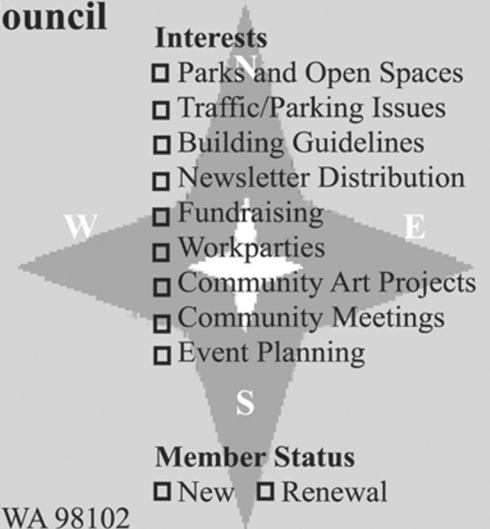 ouncil
Interests
N
Parks and Open Spaces
Traffic/Parking Issues
Building Guidelines
Newsletter Distribution
Fundraising
W
E
Workparties
Community Art Projects
Community Meetings
Event Planning
S
Member Status
New Renewal
WA 98102